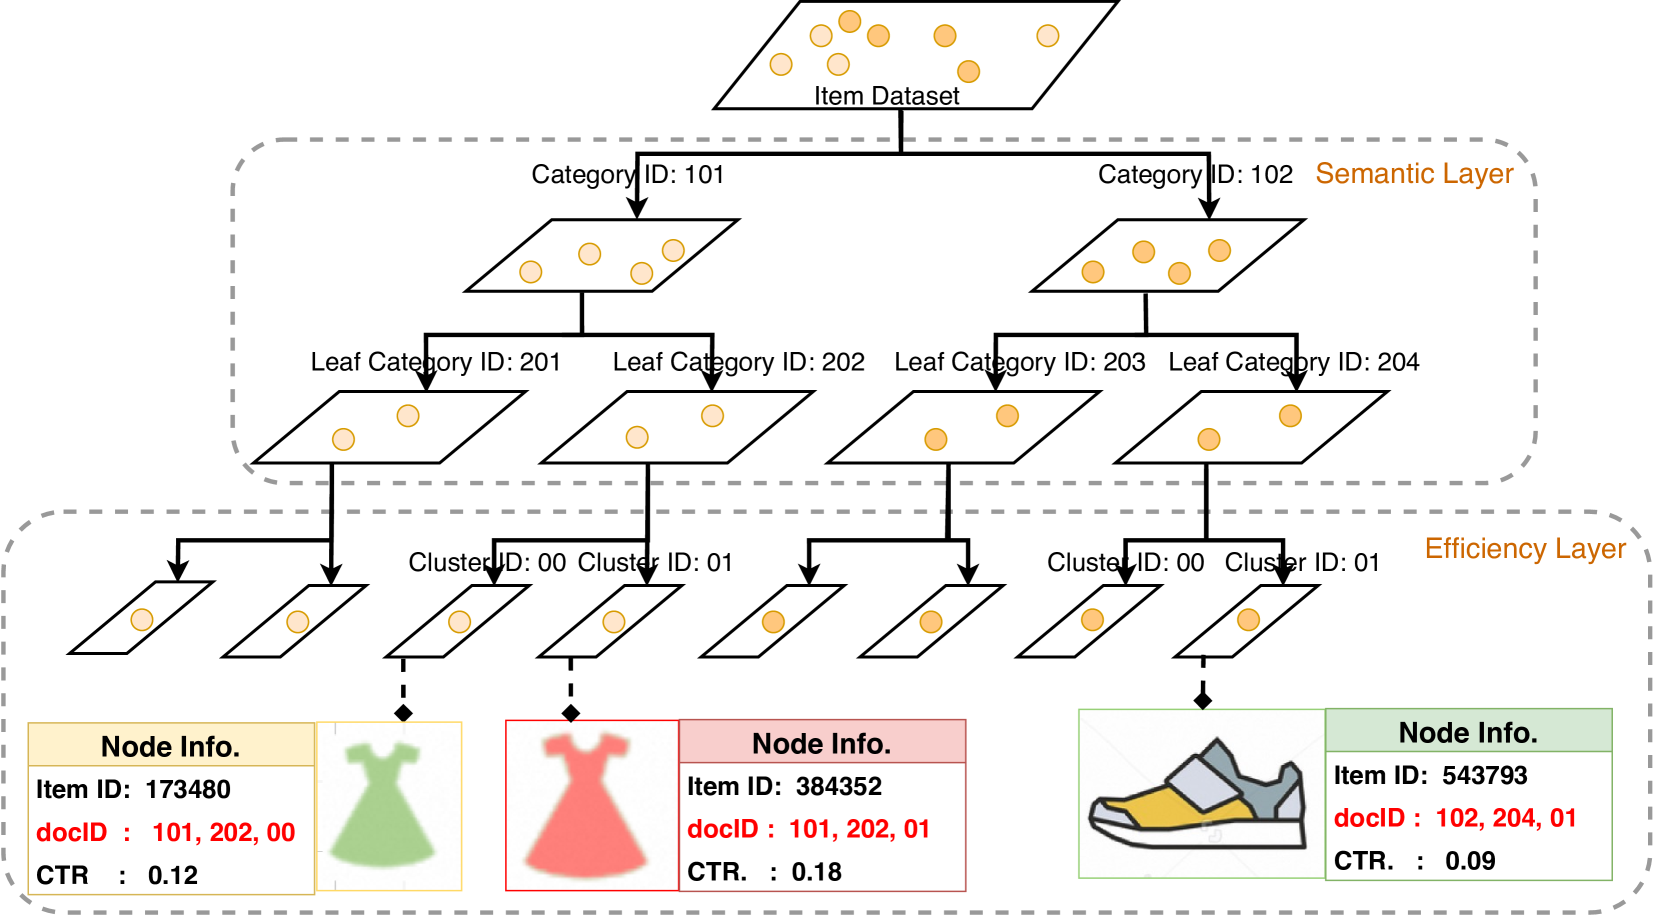 Item Dataset
Category ID: 101
Category ID: 102
Semantic Layer
Leaf Category ID: 201
Leaf Category ID: 202
Leaf Category ID: 203
Leaf Category ID: 204
Efficiency Layer
Cluster ID: 00
Cluster ID: 01
Cluster ID: 00
Cluster ID: 01
Node Info.
Item ID: 173480
docID : 101, 202, 00
CTR : 0.12
Node Info.
Item ID: 384352
docID : 101, 202, 01
CTR. : 0.18
Node Info.
Item ID: 543793
docID : 102, 204, 01
CTR. : 0.09